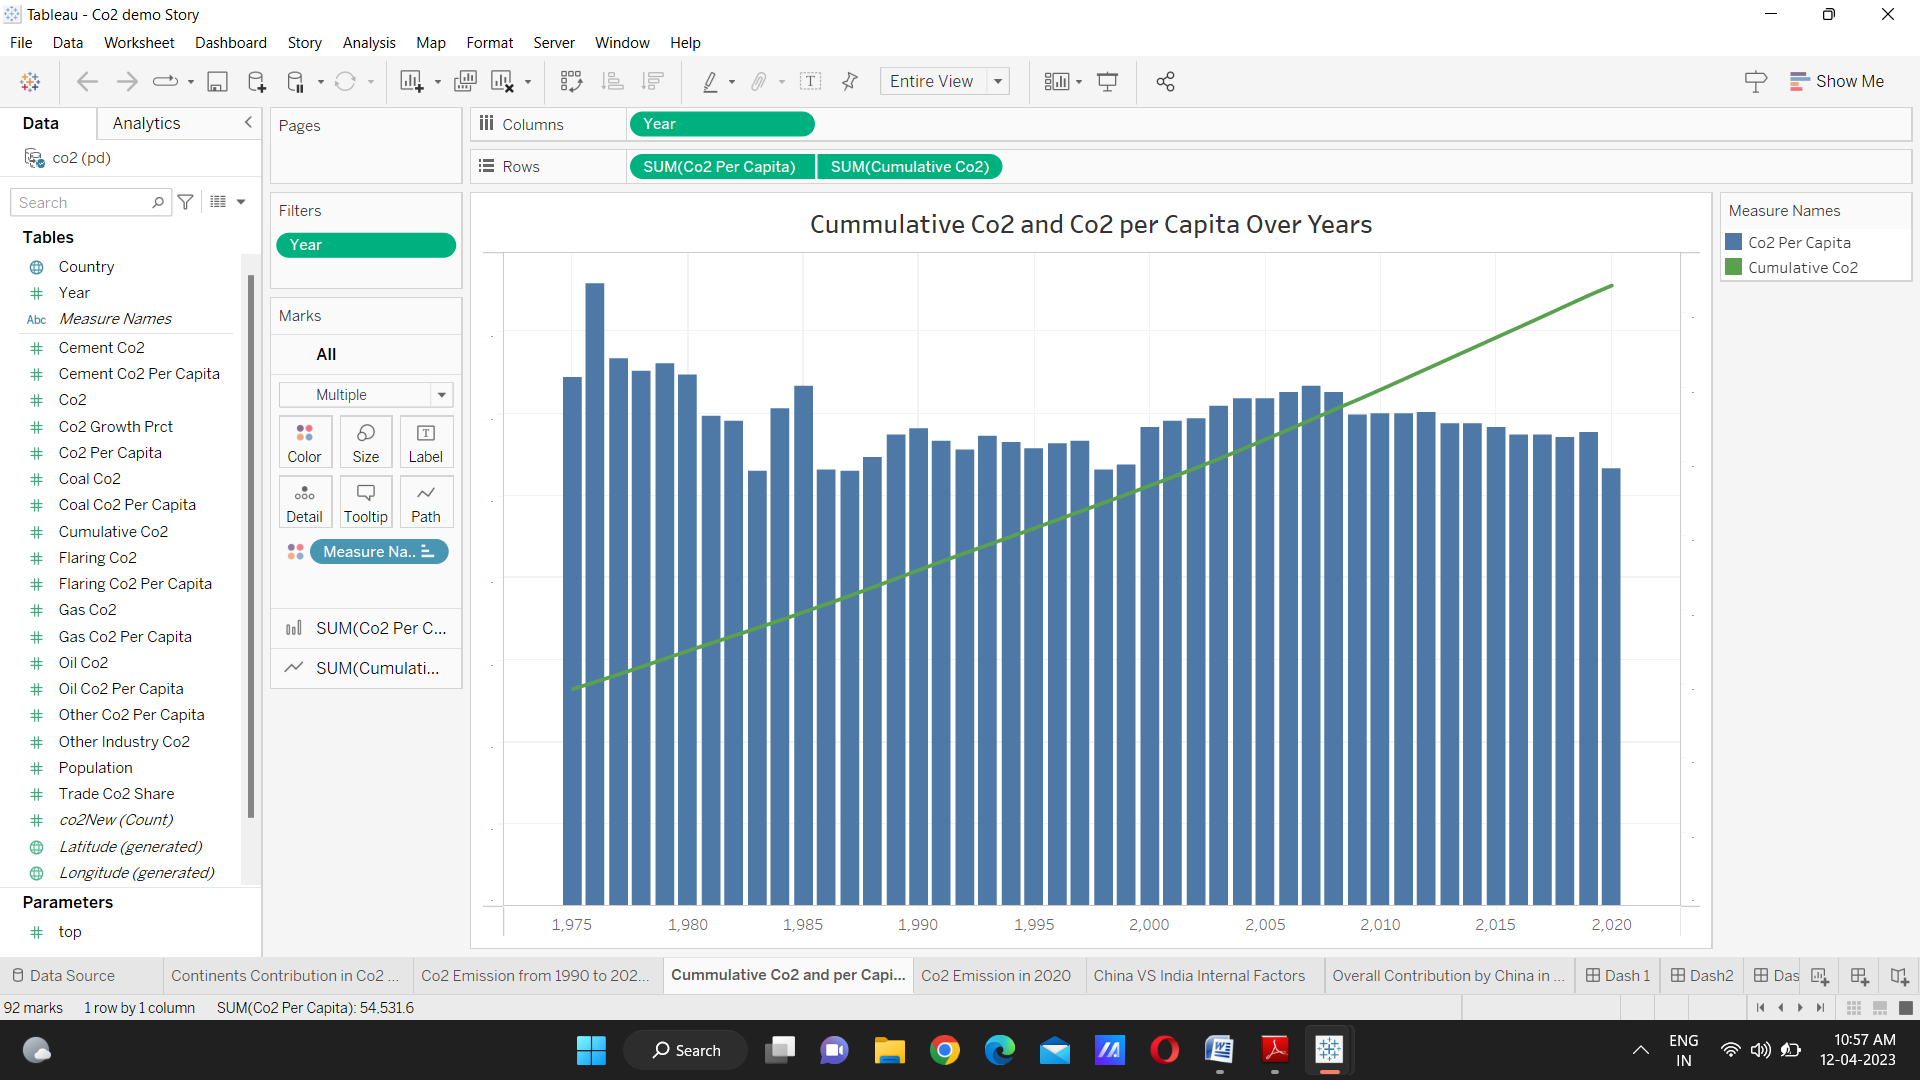 Tableau - Co2 demo Story
File Data Worksheet Dashboard Story Analysis Map Format Server Window Help
Entire View
Show Me
Data Analytics
co2 (pd)
Search
Tables
Country
Year
Abc Measure Names
Cement Co2
Cement Co2 Per Capita
Co2
Co2 Growth Prct
Co2 Per Capita
Coal Co2
Coal Co2 Per Capita
Cumulative Co2
Flaring Co2
Flaring Co2 Per Capita
Gas Co2
Gas Co2 Per Capita
Oil Co2
Oil Co2 Per Capita
Other Co2 Per Capita
Other Industry Co2
Population
Trade Co2 Share
co2New (Count)
Latitude (generated)
Longitude (generated)
Parameters
top
Pages
Filters
Year
Marks
All
Multiple
Color Size Label
Detail Tooltip Path
Measure Na..
SUM(Co2 Per C...
SUM(Cumulati...
Columns Year
Rows SUM(Co2 Per Capita) SUM(Cumulative Co2)
Cummulative Co2 and Co2 per Capita Over Years
1,975 1,980 1,985 1,990 1,995 2,000 2,005 2,010 2,015 2,020
Measure Names
Co2 Per Capita
Cumulative Co2
Data Source Continents Contribution in Co2 ... Co2 Emission from 1990 to 202... Cummulative Co2 and per Capi... Co2 Emission in 2020 China VS India Internal Factors Overall Contribution by China in ... Dash 1 Dash2 Das
92 marks 1 row by 1 column SUM(Co2 Per Capita): 54,531.6
Search
ENG
IN
10:57 AM
12-04-2023